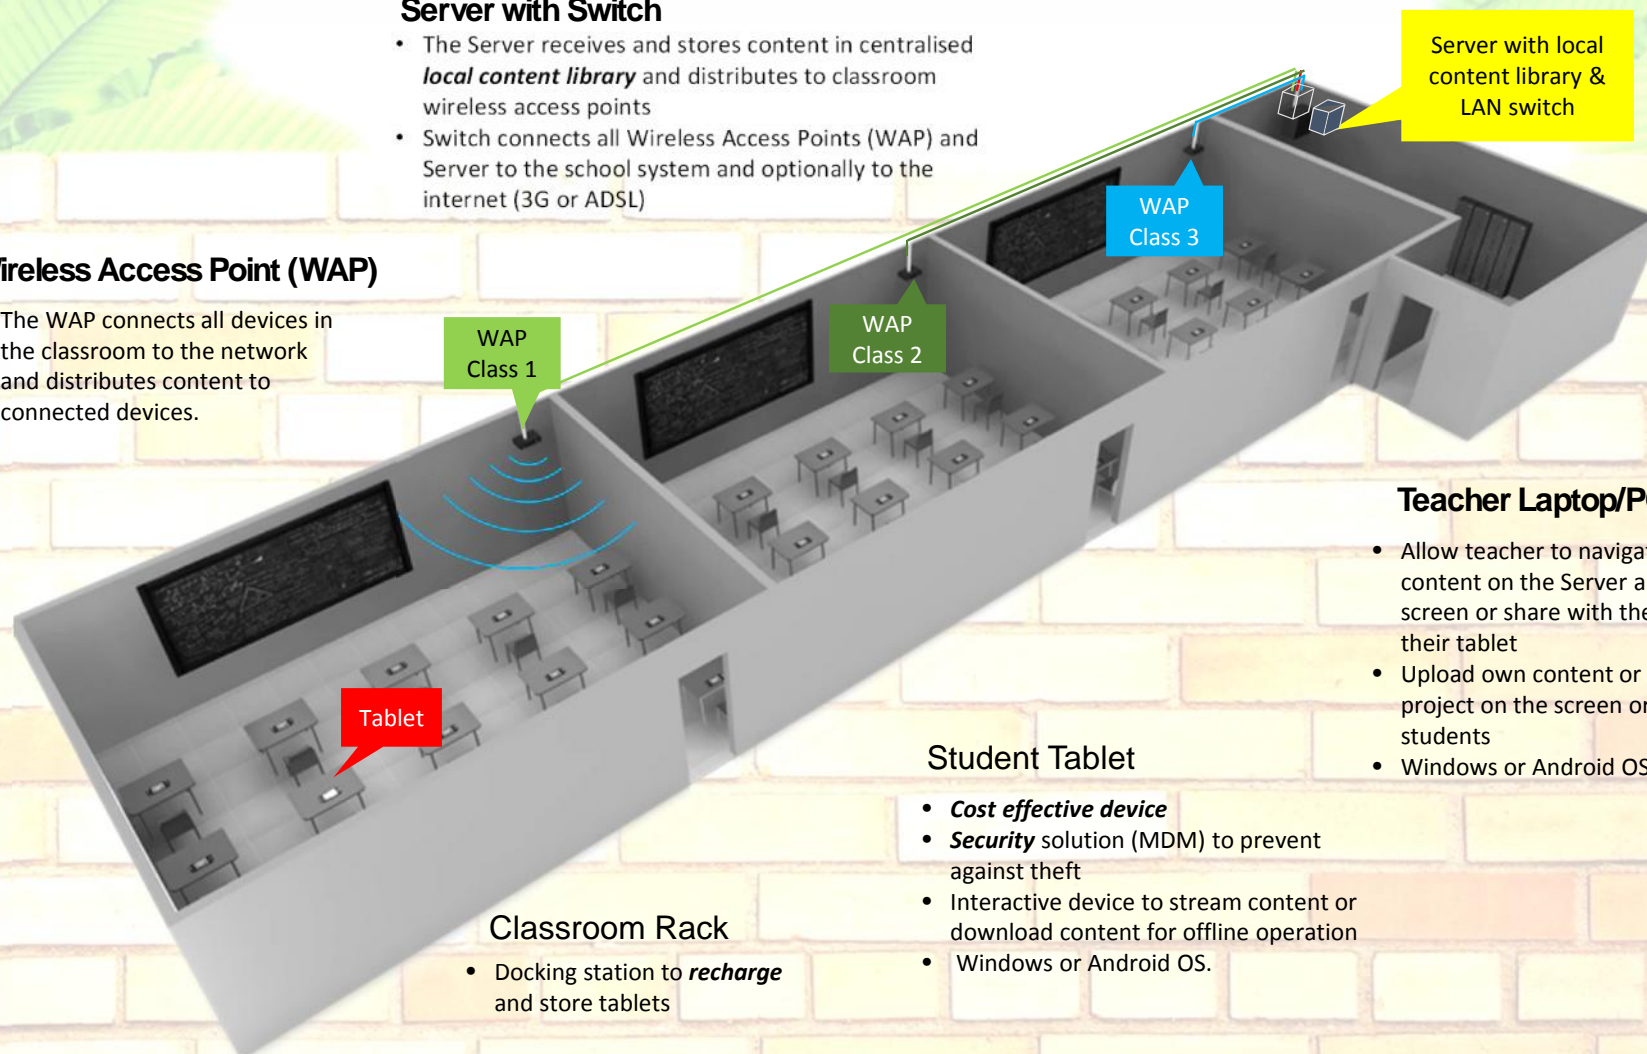 Server with Switch
• The Server receives and stores content in centralised
local content library and distributes to classroom
wireless access points
• Switch connects all Wireless Access Points (WAP) and
Server to the school system and optionally to the
internet (3G or ADSL)
Server with local
content library &
LAN switch
WAP
Class 3
ireless Access Point (WAP)
The WAP connects all devices in
the classroom to the network
and distributes content to
connected devices.
WAP
Class 1
WAP
Class 2
Teacher Laptop/P
• Allow teacher to navigat
content on the Server a
screen or share with the
their tablet
• Upload own content or
project on the screen or
students
• Windows or Android OS
Tablet
Student Tablet
• Cost effective device
• Security solution (MDM) to prevent
against theft
• Interactive device to stream content or
download content for offline operation
• Windows or Android OS.
Classroom Rack
• Docking station to recharge
and store tablets